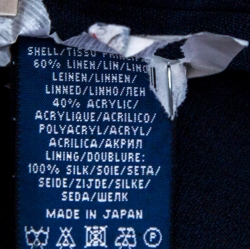 SHELL/TISSU PRINCIPAL
60% LINEN/LIN/LINO
LEINEN/LINNEN/
LINNED/LINHO/ЛЕН
40% ACRYLIC/
ACRYLIQUE/ACRILICO/
POLYACRYL/ACRYL/
ACRILICA/АКРИЛ
LINING/DOUBLURE:
100% SILK/SOIE/SETA/
SEIDE/ZIJDE/SILKE/
SEDA/ШЕЛК
MADE IN JAPAN